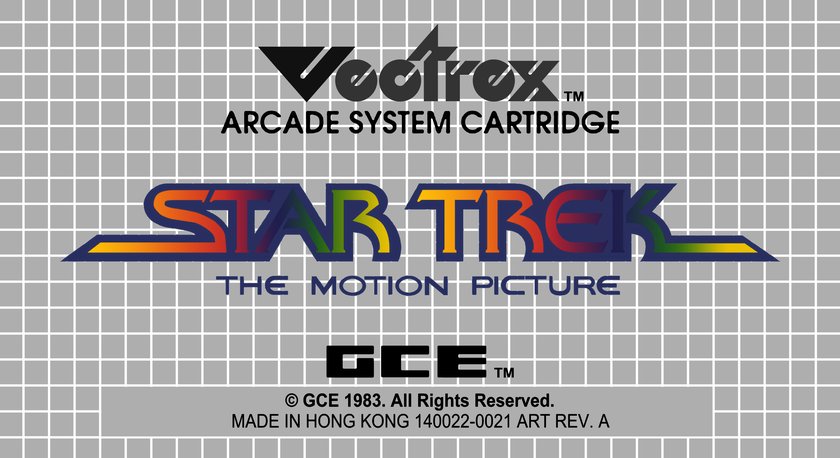 Vectrex™
ARCADE SYSTEM CARTRIDGE
STAR TREK
THE MOTION PICTURE
GCE™
© GCE 1983. All Rights Reserved.
MADE IN HONG KONG 140022-0021 ART REV. A